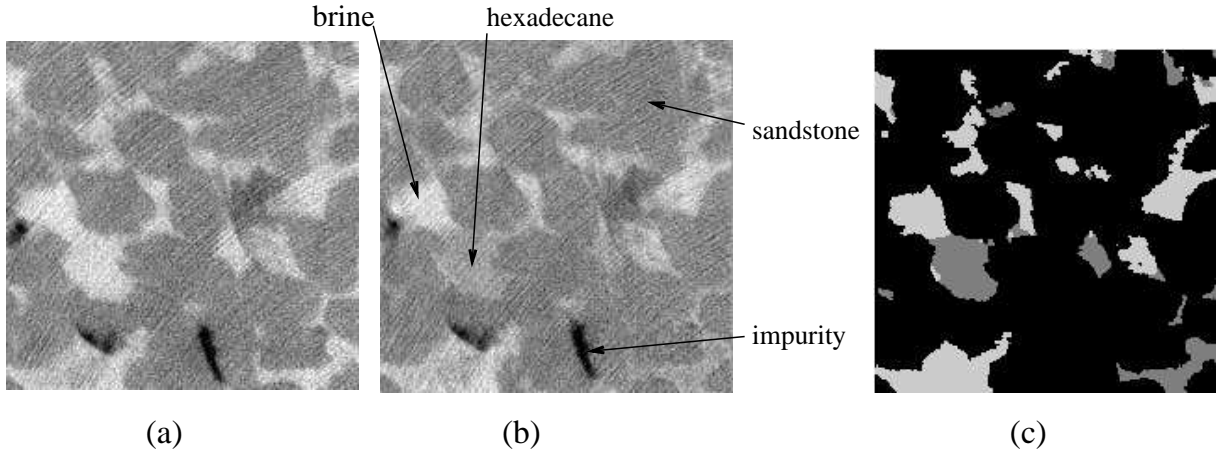 brine
hexadecane
sandstone
impurity
(a)
(b)
(c)